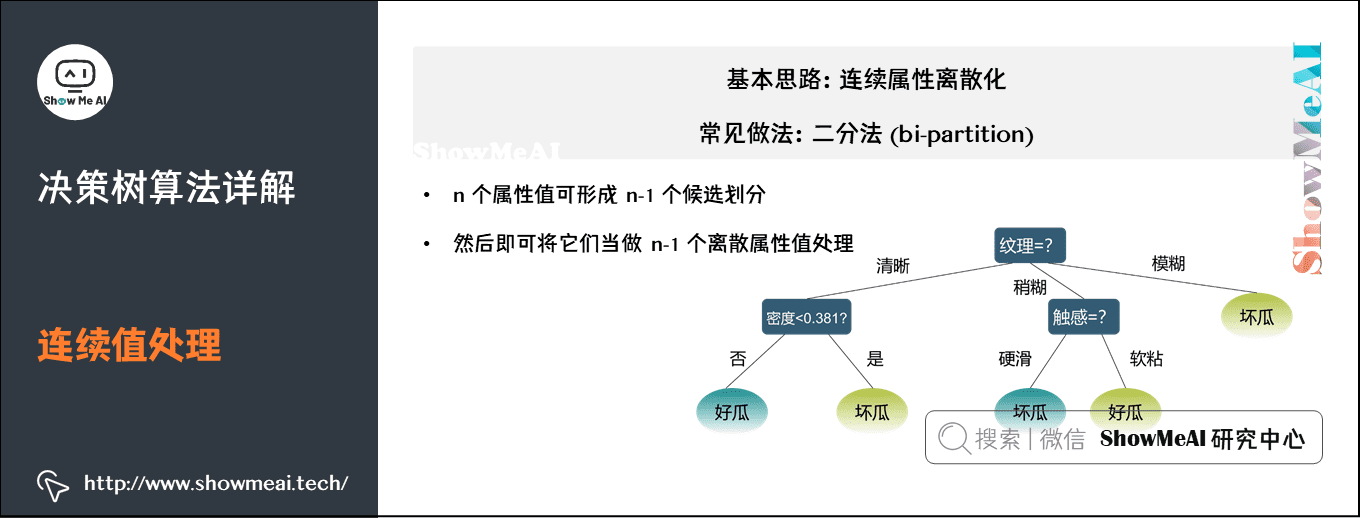 Show Me AI
决策树算法详解
连续值处理
http://www.showmeai.tech/
基本思路: 连续属性离散化
常见做法: 二分法 (bi-partition)
ShowMeAI
ShowMeAI
• n 个属性值可形成 n-1 个候选划分
• 然后即可将它们当做 n-1 个离散属性值处理
纹理=?
清晰
稍糊
模糊
密度<0.381?
触感=?
坏瓜
否
是
硬滑
软粘
好瓜
坏瓜
坏瓜
好瓜
搜索 | 微信 ShowMeAI 研究中心